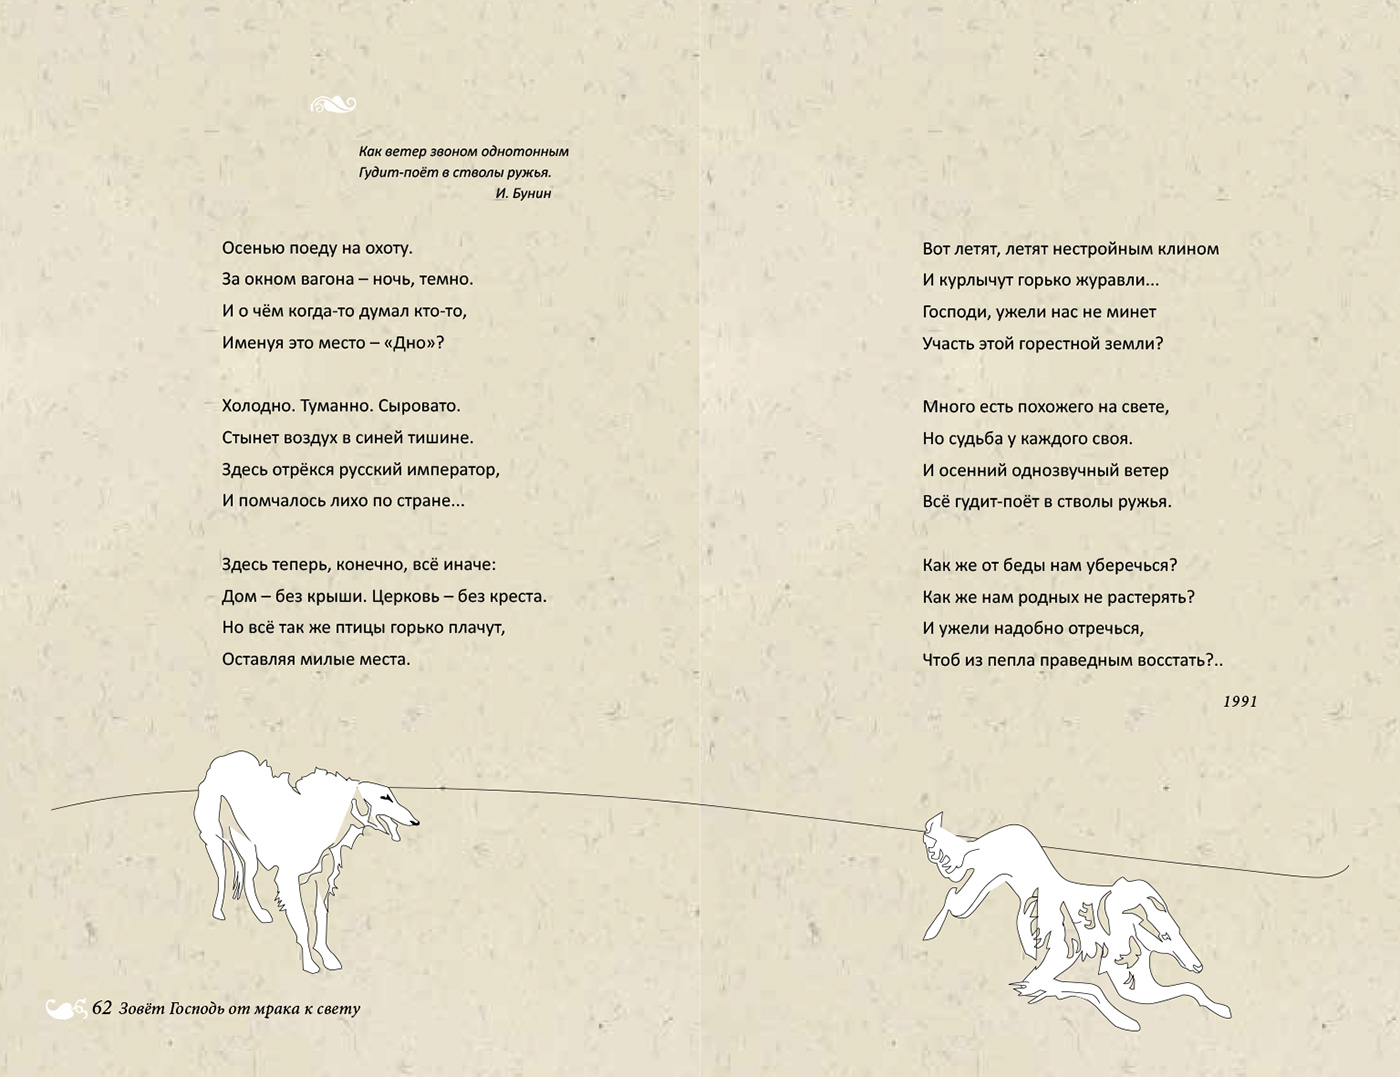 Как ветер звоном однотонным
Гудит-поёт в стволы ружья.
И. Бунин
Осенью поеду на охоту.
За окном вагона – ночь, темно.
И о чём когда-то думал кто-то,
Именуя это место – «Дно»?
Холодно. Туманно. Сыровато.
Стынет воздух в синей тишине.
Здесь отрёкся русский император,
И помчалось лихо по стране...
Здесь теперь, конечно, всё иначе:
Дом – без крыши. Церковь – без креста.
Но всё так же птицы горько плачут,
Оставляя милые места.
62 Зовёт Господь от мрака к свету
Вот летят, летят нестройным клином
И курлычут горько журавли...
Господи, ужели нас не минет
Участь этой горестной земли?
Много есть похожего на свете,
Но судьба у каждого своя.
И осенний однозвучный ветер
Всё гудит-поёт в стволы ружья.
Как же от беды нам уберечься?
Как же нам родных не растерять?
И ужели надобно отречься,
Чтоб из пепла праведным восстать?..
1991